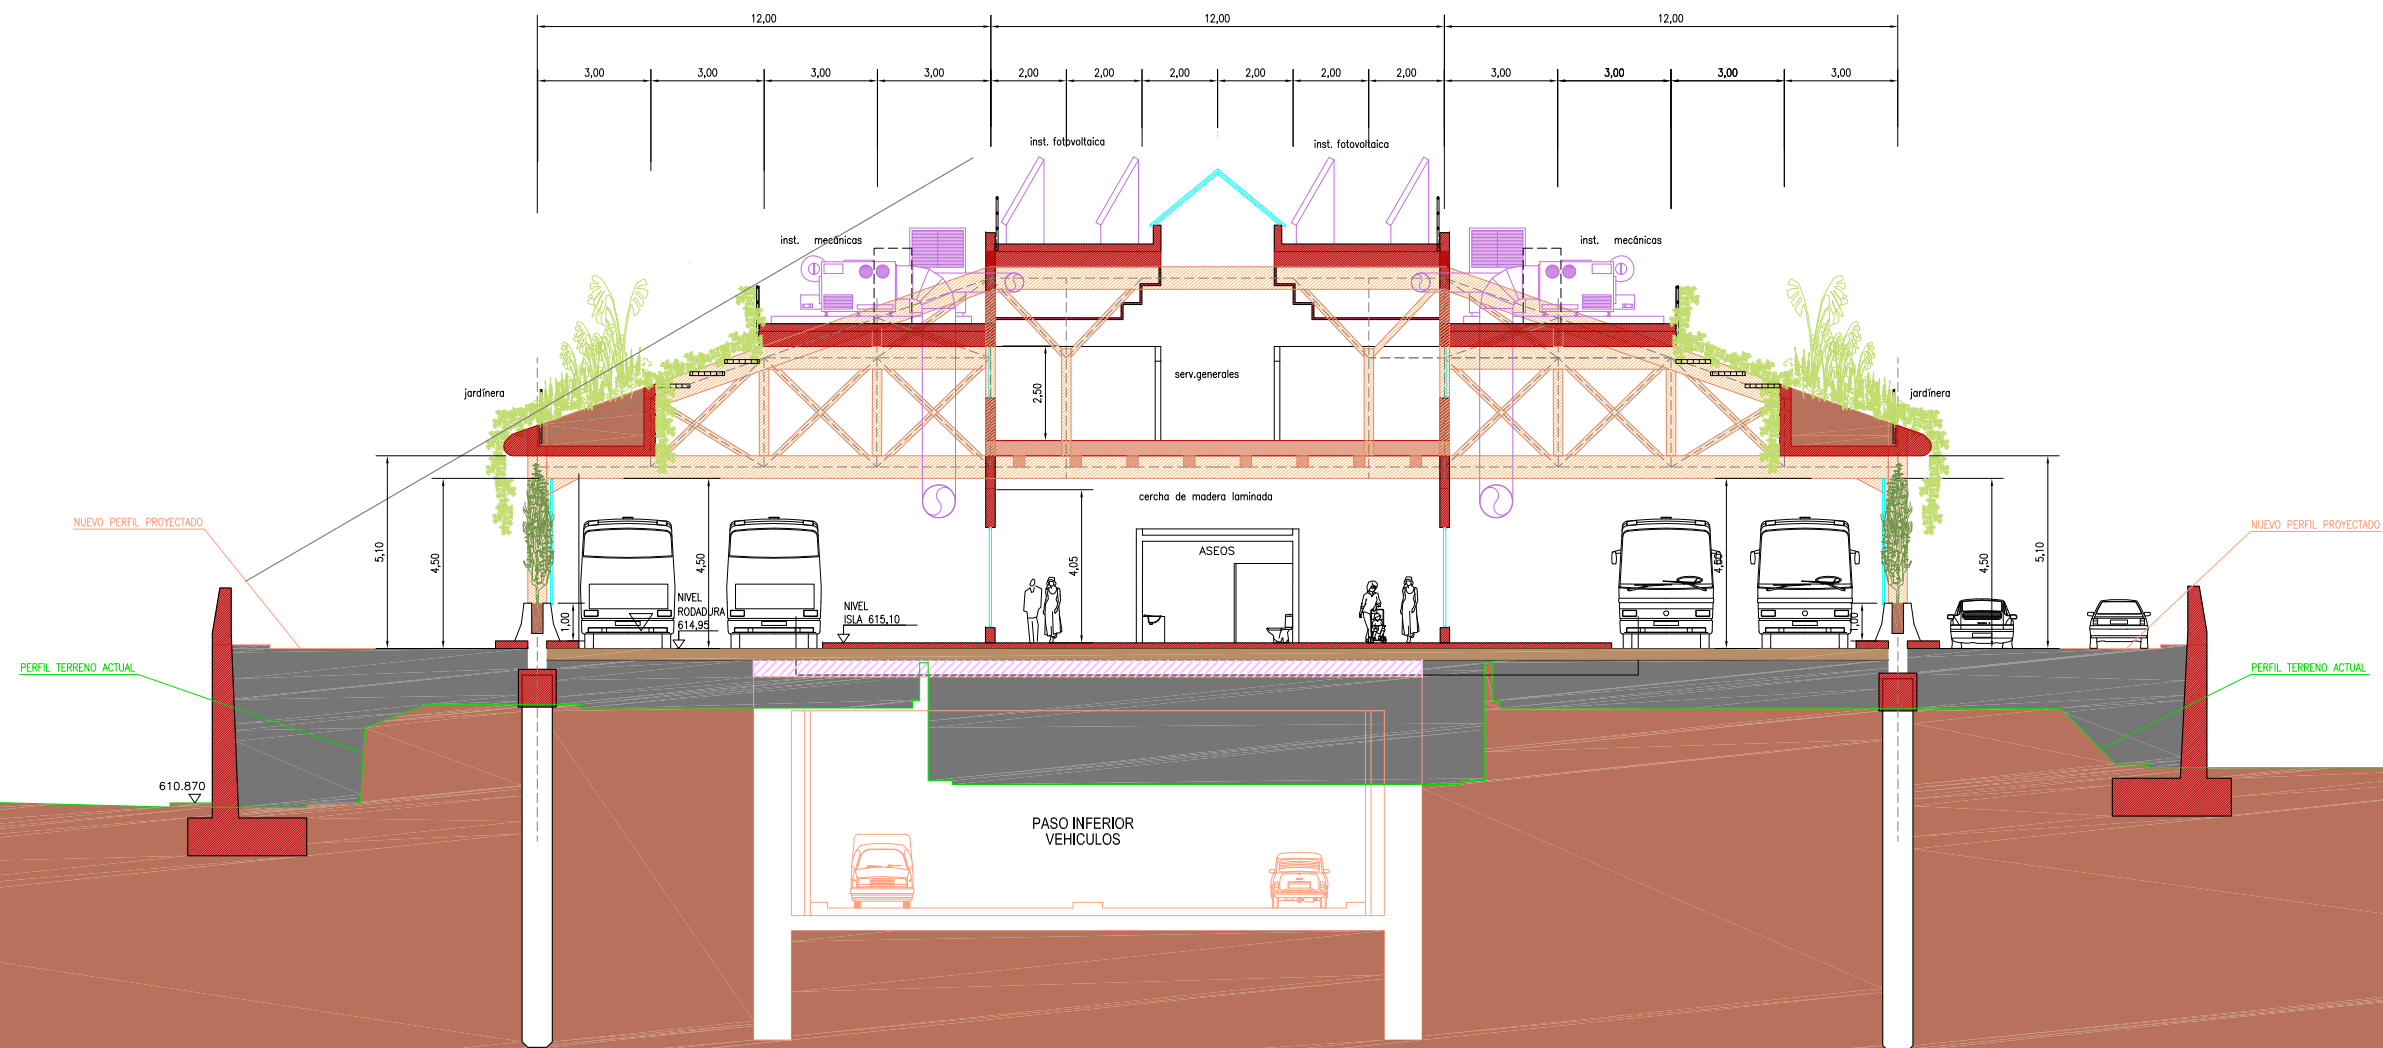 12,00 12,00 12,00
3,00 3,00 3,00 3,00 2,00 2,00 2,00 2,00 2,00 2,00 3,00 3,00 3,00 3,00
inst. fotovoltaica
inst. fotovoltaica
inst. mecánicas
inst. mecánicas
serv.generales
2,50
jardínera
jardínera
cercha de madera laminada
NUEVO PERFIL PROYECTADO
NUEVO PERFIL PROYECTADO
5,10
4,50
4,50
4,05
4,50
5,10
ASEOS
1,00
NIVEL
RODADURA
614,95
NIVEL
ISLA 615,10
1,00
PERFIL TERRENO ACTUAL
PERFIL TERRENO ACTUAL
610.870
PASO INFERIOR
VEHICULOS